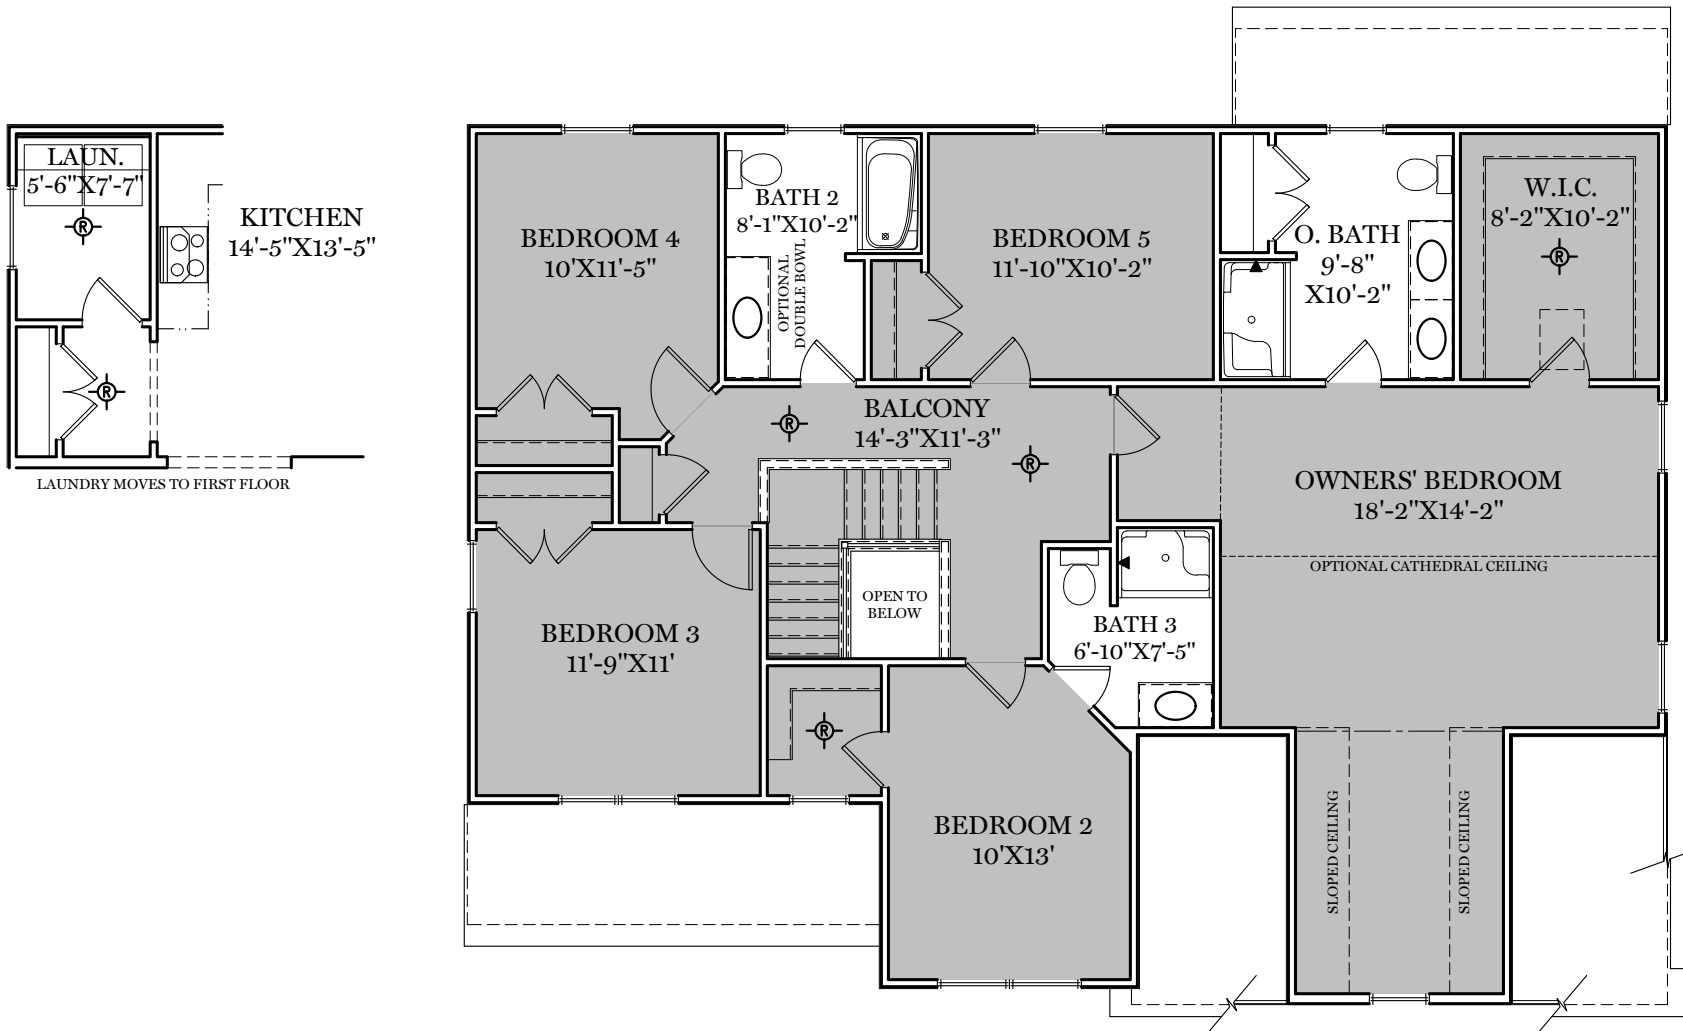 LAUN.
5'-6"X7'-7"
R
KITCHEN
14'-5"X13'-5"
R
LAUNDRY MOVES TO FIRST FLOOR
BEDROOM 4
10'X11'-5"
BATH 2
8'-1"X10'-2"
OPTIONAL
DOUBLE BOWL
BEDROOM 5
11'-10"X10'-2"
O. BATH
9'-8"
X10'-2"
W.I.C.
8'-2"X10'-2"
R
BALCONY
14'-3"X11'-3"
R
R
OWNERS' BEDROOM
18'-2"X14'-2"
OPTIONAL CATHEDRAL CEILING
OPEN TO
BELOW
BATH 3
6'-10"X7'-5"
BEDROOM 3
11'-9"X11'
R
BEDROOM 2
10'X13'
SLOPED CEILING
SLOPED CEILING